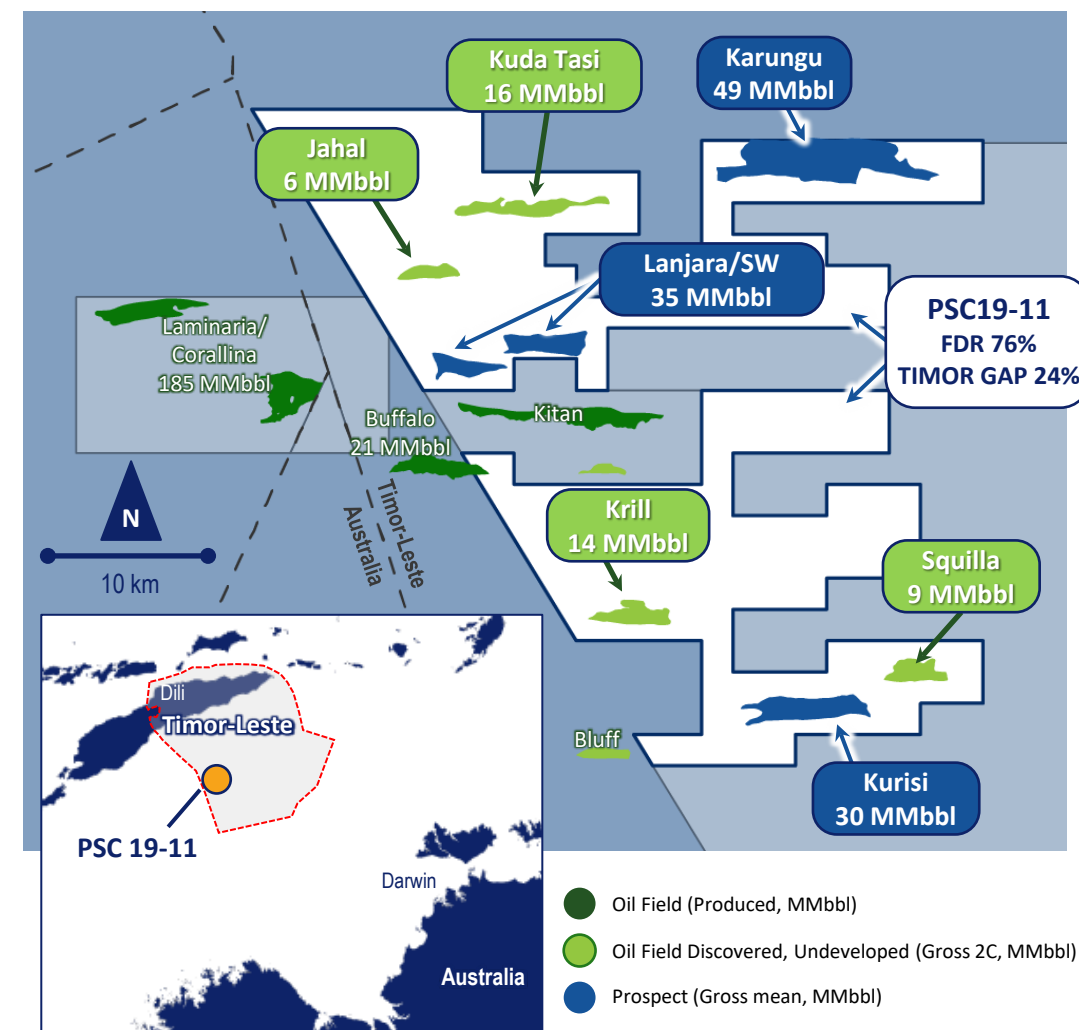 Kuda Tasi
16 MMbbl
Karungu
49 MMbbl
Jahal
6 MMbbl
Lanjara/SW
35 MMbbl
PSC19-11
FDR 76%
TIMOR GAP 24%
Laminaria/
Corallina
185 MMbbl
Buffalo
21 MMbbl
Kitan
Timor-Leste
Australia
N
10 km
Krill
14 MMbbl
Squilla
9 MMbbl
Bluff
Kurisi
30 MMbbl
Dili
Timor-Leste
PSC 19-11
Darwin
Australia
Oil Field (Produced, MMbbl)
Oil Field Discovered, Undeveloped (Gross 2C, MMbbl)
Prospect (Gross mean, MMbbl)